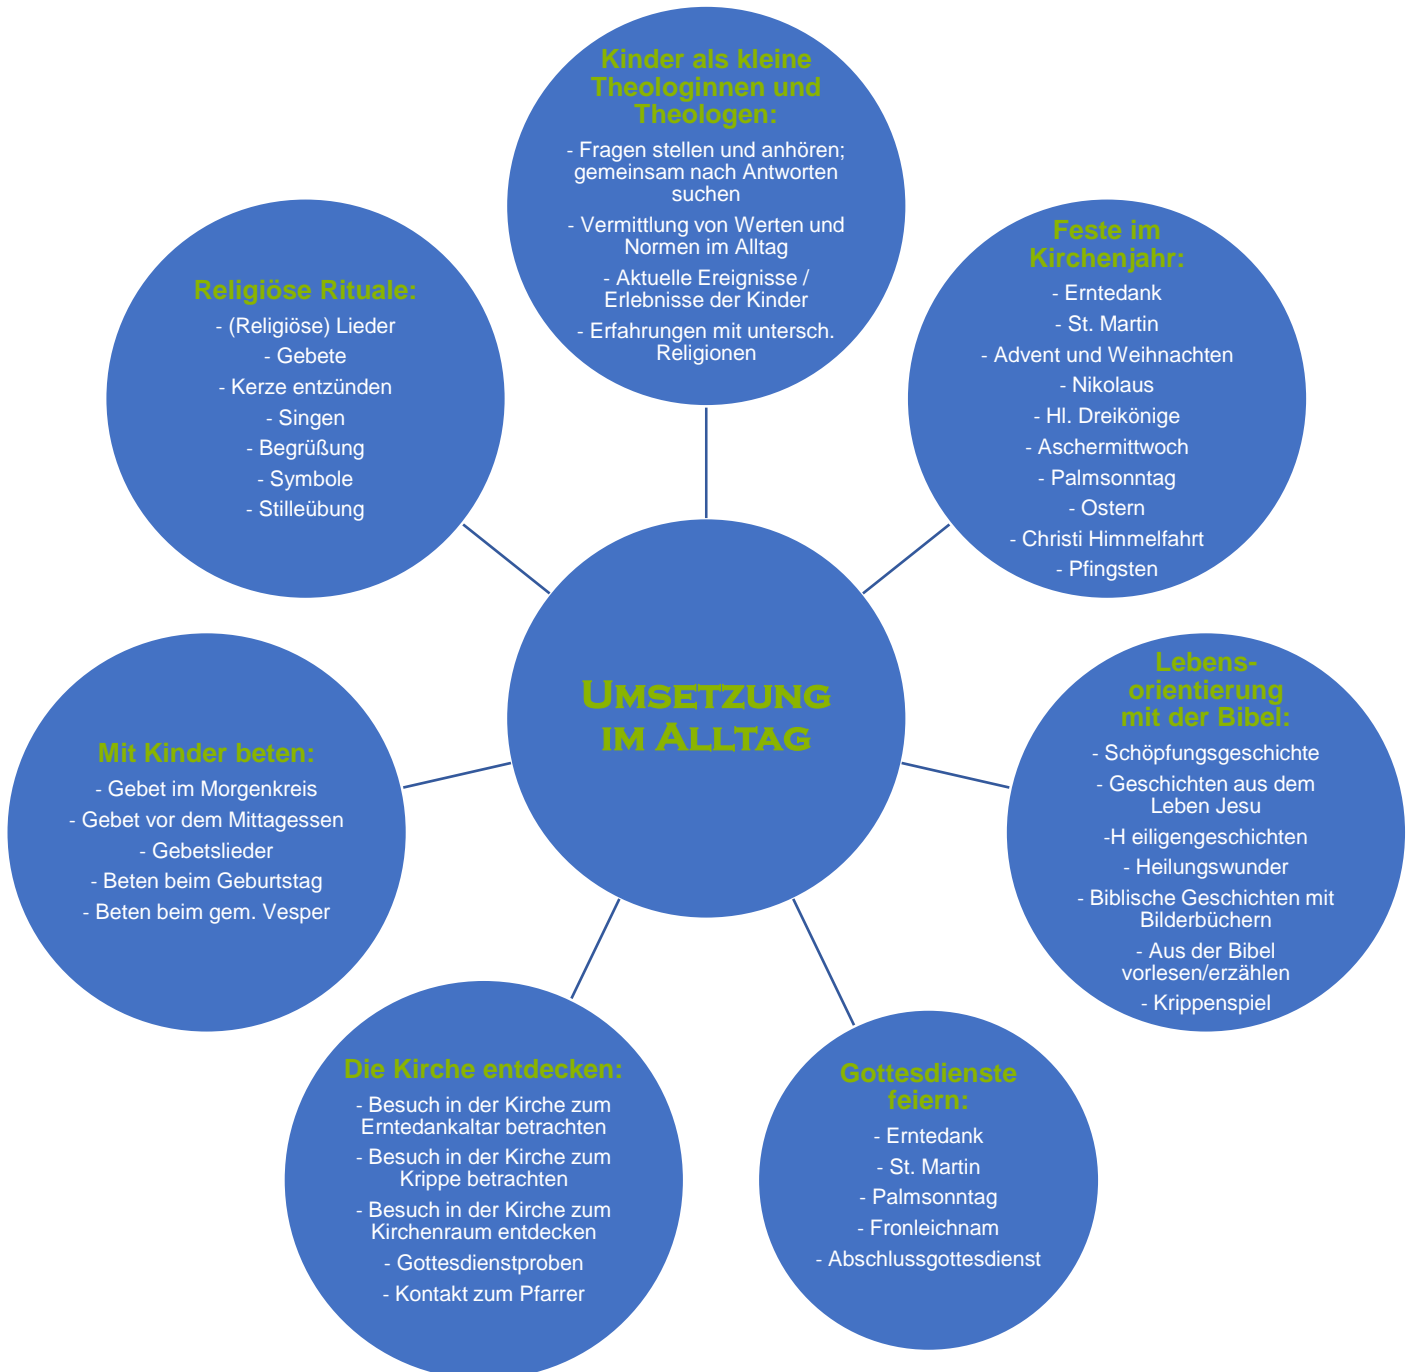 Kinder als kleine
Theologinnen und
Theologen:
- Fragen stellen und anhören;
gemeinsam nach Antworten
suchen
- Vermittlung von Werten und
Normen im Alltag
- Aktuelle Ereignisse /
Erlebnisse der Kinder
- Erfahrungen mit untersch.
Religionen
Feste im
Kirchenjahr:
- Erntedank
- St. Martin
- Advent und Weihnachten
- Nikolaus
- Hl. Dreikönige
- Aschermittwoch
- Palmsonntag
- Ostern
- Christi Himmelfahrt
- Pfingsten
Religiöse Rituale:
- (Religiöse) Lieder
- Gebete
- Kerze entzünden
- Singen
- Begrüßung
- Symbole
- Stilleübung
UMSETZUNG
IM ALLTAG
Lebens-
orientierung
mit der Bibel:
- Schöpfungsgeschichte
- Geschichten aus dem
Leben Jesu
-H eiligengeschichten
- Heilungswunder
- Biblische Geschichten mit
Bilderbüchern
- Aus der Bibel
vorlesen/erzählen
- Krippenspiel
Mit Kinder beten:
- Gebet im Morgenkreis
- Gebet vor dem Mittagessen
- Gebetslieder
- Beten beim Geburtstag
- Beten beim gem. Vesper
Die Kirche entdecken:
- Besuch in der Kirche zum
Erntedankaltar betrachten
- Besuch in der Kirche zum
Krippe betrachten
- Besuch in der Kirche zum
Kirchenraum entdecken
- Gottesdienstproben
- Kontakt zum Pfarrer
Gottesdienste
feiern:
- Erntedank
- St. Martin
- Palmsonntag
- Fronleichnam
- Abschlussgottesdienst